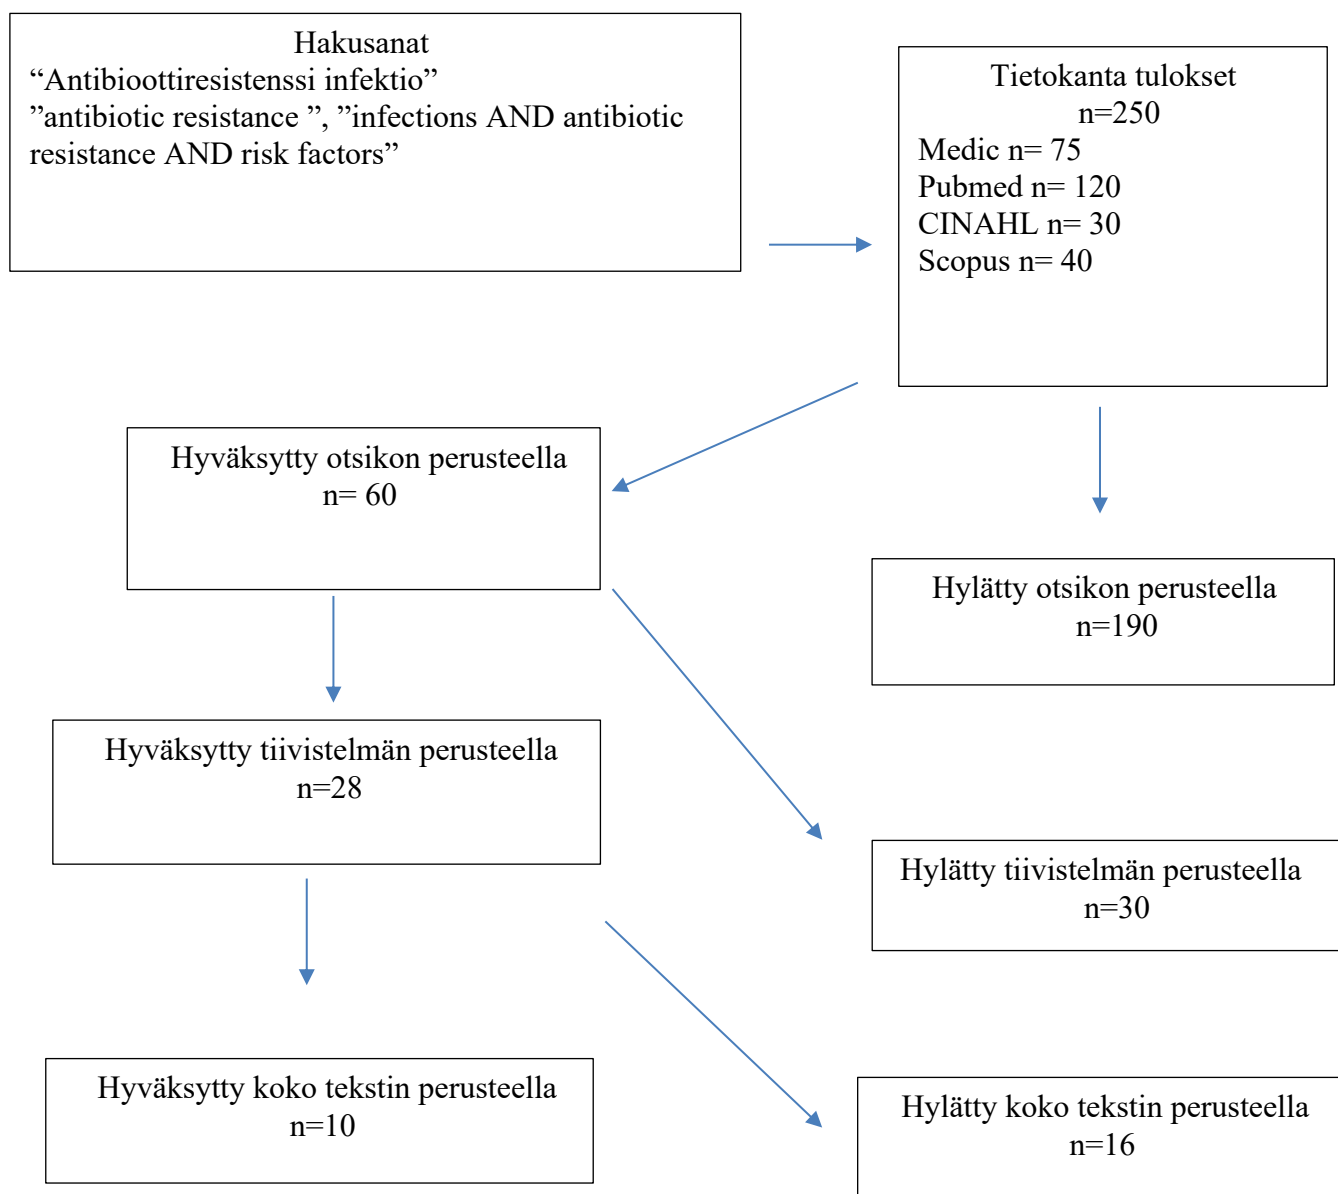 Hakusanat
“Antibioottiresistenssi infektio”
”antibiotic resistance ”, ”infections AND antibiotic
resistance AND risk factors”
Tietokanta tulokset
n=250
Medic n= 75
Pubmed n= 120
CINAHL n= 30
Scopus n= 40
Hyväksytty otsikon perusteella
n= 60
Hylätty otsikon perusteella
n=190
Hyväksytty tiivistelmän perusteella
n=28
Hylätty tiivistelmän perusteella
n=30
Hyväksytty koko tekstin perusteella
n=10
Hylätty koko tekstin perusteella
n=16